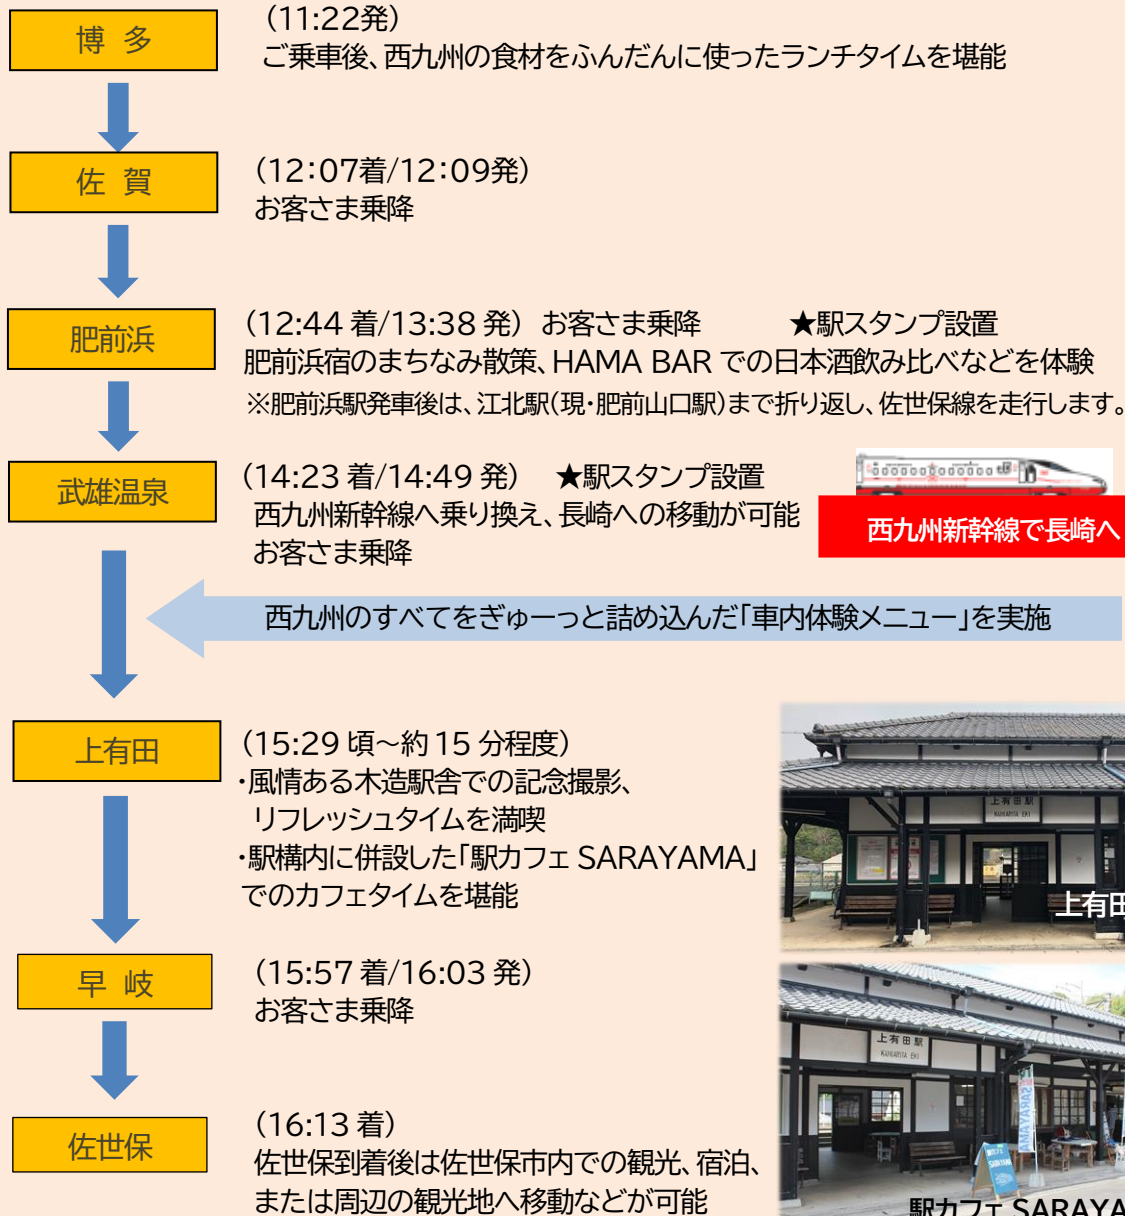 博 多
(11:22発)
ご乗車後、西九州の食材をふんだんに使ったランチタイムを堪能
佐 賀
(12:07着/12:09発)
お客さま乗降
肥前浜
(12:44 着/13:38 発) お客さま乗降 ★駅スタンプ設置
肥前浜宿のまちなみ散策、HAMA BAR での日本酒飲み比べなどを体験
※肥前浜駅発車後は、江北駅(現・肥前山口駅)まで折り返し、佐世保線を走行します。
武雄温泉
(14:23 着/14:49 発) ★駅スタンプ設置
西九州新幹線へ乗り換え、長崎への移動が可能
お客さま乗降
西九州新幹線で長崎へ
西九州のすべてをぎゅーっと詰め込んだ「車内体験メニュー」を実施
上有田
(15:29 頃~約 15 分程度)
・風情ある木造駅舎での記念撮影、
リフレッシュタイムを満喫
・駅構内に併設した「駅カフェ SARAYAMA」
でのカフェタイムを堪能
上有田駅
KAMIARITA EKI
上有田
早 岐
(15:57 着/16:03 発)
お客さま乗降
上有田駅
KAMIARITA EKI
SARAYAMA
駅カフェ SARAYA
佐世保
(16:13 着)
佐世保到着後は佐世保市内での観光、宿泊、
または周辺の観光地へ移動などが可能